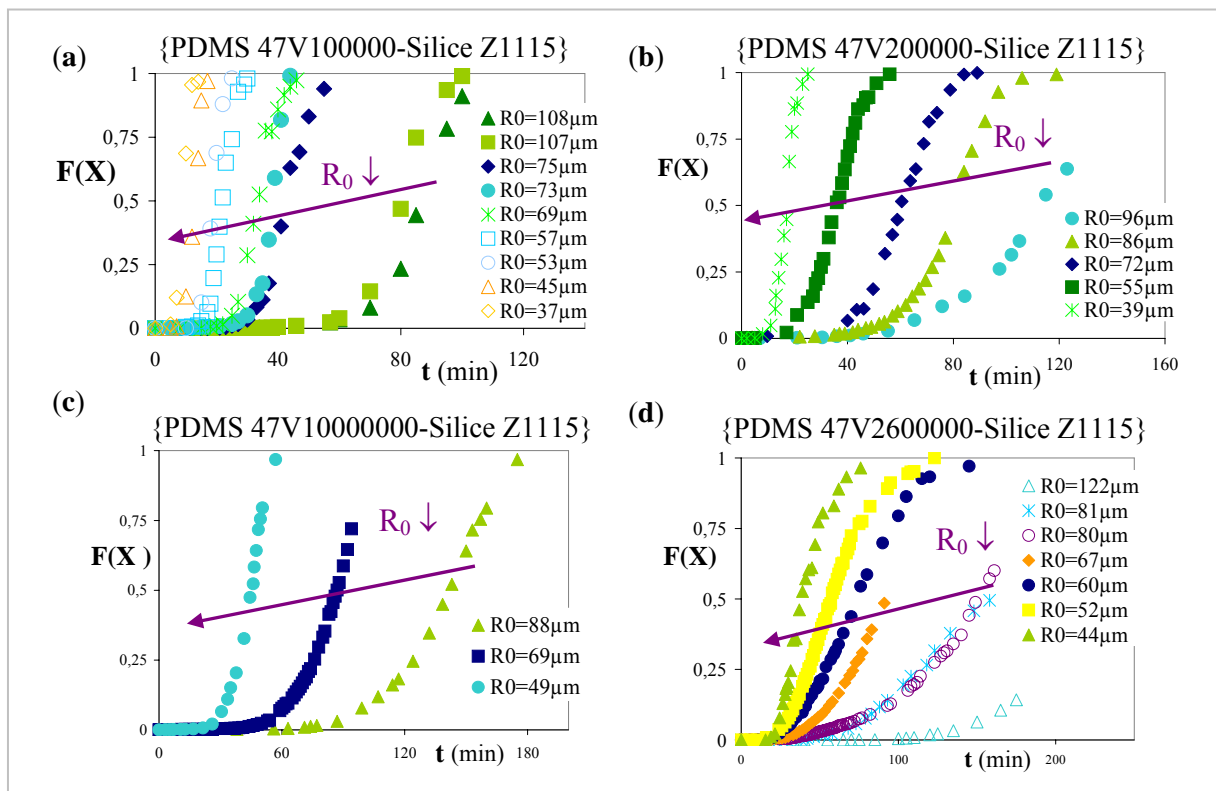 (a)
{PDMS 47V100000-Silice Z1115}
1
0,75
0,5
0,25
0
F(X)
R₀ ↓
R0=108µm
R0=107µm
R0=75µm
R0=73µm
R0=69µm
R0=57µm
R0=53µm
R0=45µm
R0=37µm
0 40 80 120
t (min)
(b)
{PDMS 47V200000-Silice Z1115}
1
0,75
0,5
0,25
0
F(X)
R₀ ↓
R0=96µm
R0=86µm
R0=72µm
R0=55µm
R0=39µm
0 40 80 120 160
t (min)
(c)
{PDMS 47V10000000-Silice Z1115}
1
0,75
0,5
0,25
0
F(X )
R₀ ↓
R0=88µm
R0=69µm
R0=49µm
0 60 120 180
t (min)
(d)
{PDMS 47V2600000-Silice Z1115}
1
0,75
0,5
0,25
0
F(X)
R₀ ↓
R0=122µm
R0=81µm
R0=80µm
R0=67µm
R0=60µm
R0=52µm
R0=44µm
0 100 200
t (min)